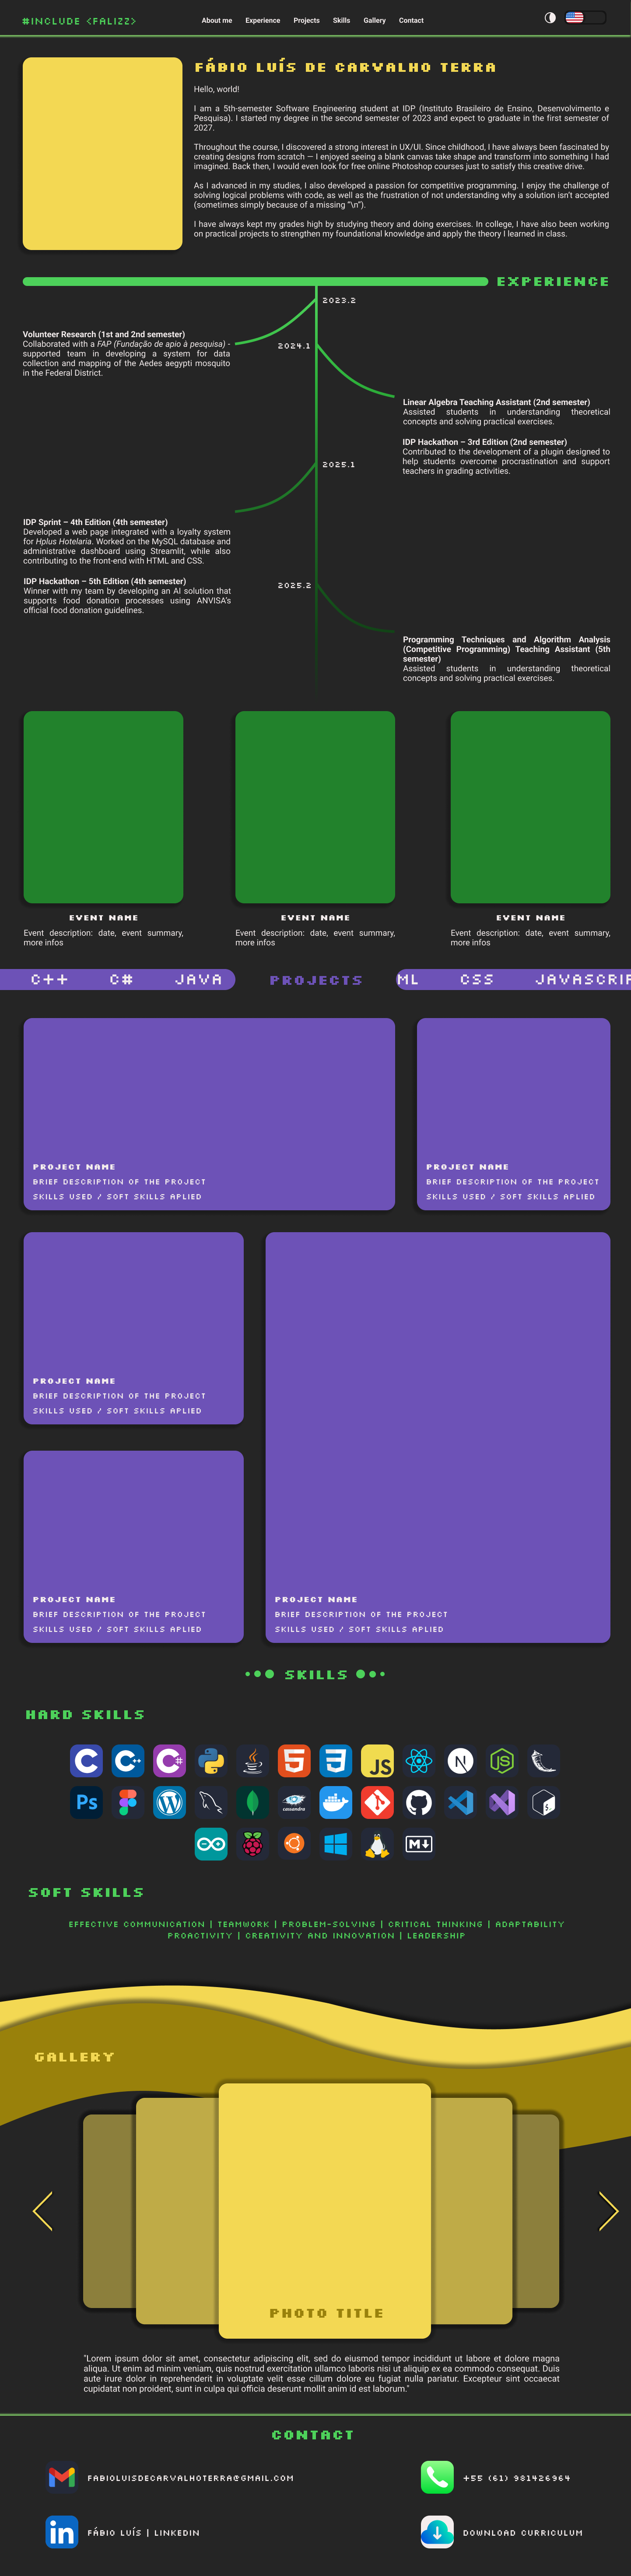 #INCLUDE <FALIZZ>
About me Experience Projects Skills Gallery Contact
FÁBIO LUÍS DE CARVALHO TERRA
Hello, world!
I am a 5th-semester Software Engineering student at IDP (Instituto Brasileiro de Ensino, Desenvolvimento e
Pesquisa). I started my degree in the second semester of 2023 and expect to graduate in the first semester of
2027.
Throughout the course, I discovered a strong interest in UX/UI. Since childhood, I have always been fascinated by
creating designs from scratch — I enjoyed seeing a blank canvas take shape and transform into something I had
imagined. Back then, I would even look for free online Photoshop courses just to satisfy this creative drive.
As I advanced in my studies, I also developed a passion for competitive programming. I enjoy the challenge of
solving logical problems with code, as well as the frustration of not understanding why a solution isn't accepted
(sometimes simply because of a missing "\n").
I have always kept my grades high by studying theory and doing exercises. In college, I have also been working
on practical projects to strengthen my foundational knowledge and apply the theory I learned in class.
EXPERIENCE
2023.2
Volunteer Research (1st and 2nd semester)
Collaborated with a FAP (Fundação de apio à pesquisa) -
supported team in developing a system for data
collection and mapping of the Aedes aegypti mosquito
in the Federal District.
2024.1
Linear Algebra Teaching Assistant (2nd semester)
Assisted students in understanding theoretical
concepts and solving practical exercises.
IDP Hackathon – 3rd Edition (2nd semester)
Contributed to the development of a plugin designed to
help students overcome procrastination and support
teachers in grading activities.
2025.1
IDP Sprint – 4th Edition (4th semester)
Developed a web page integrated with a loyalty system
for Hplus Hotelaria. Worked on the MySQL database and
administrative dashboard using Streamlit, while also
contributing to the front-end with HTML and CSS.
IDP Hackathon – 5th Edition (4th semester)
Winner with my team by developing an AI solution that
supports food donation processes using ANVISA's
official food donation guidelines.
2025.2
Programming Techniques and Algorithm Analysis
(Competitive Programming) Teaching Assistant (5th
semester)
Assisted students in understanding theoretical
concepts and solving practical exercises.
EVENT NAME
Event description: date, event summary,
more infos
EVENT NAME
Event description: date, event summary,
more infos
EVENT NAME
Event description: date, event summary,
more infos
C++ C# JAVA PROJECTS ML CSS JAVASCRIP
PROJECT NAME
BRIEF DESCRIPTION OF THE PROJECT
SKILLS USED / SOFT SKILLS APLIED
PROJECT NAME
BRIEF DESCRIPTION OF THE PROJECT
SKILLS USED / SOFT SKILLS APLIED
PROJECT NAME
BRIEF DESCRIPTION OF THE PROJECT
SKILLS USED / SOFT SKILLS APLIED
PROJECT NAME
BRIEF DESCRIPTION OF THE PROJECT
SKILLS USED / SOFT SKILLS APLIED
PROJECT NAME
BRIEF DESCRIPTION OF THE PROJECT
SKILLS USED / SOFT SKILLS APLIED
SKILLS
HARD SKILLS
C C++ C# JS N JS
Ps cassandra $
M
SOFT SKILLS
EFFECTIVE COMMUNICATION | TEAMWORK | PROBLEM-SOLVING | CRITICAL THINKING | ADAPTABILITY
PROACTIVITY | CREATIVITY AND INNOVATION | LEADERSHIP
GALLERY
PHOTO TITLE
"Lorem ipsum dolor sit amet, consectetur adipiscing elit, sed do eiusmod tempor incididunt ut labore et dolore magna
aliqua. Ut enim ad minim veniam, quis nostrud exercitation ullamco laboris nisi ut aliquip ex ea commodo consequat. Duis
aute irure dolor in reprehenderit in voluptate velit esse cillum dolore eu fugiat nulla pariatur. Excepteur sint occaecat
cupidatat non proident, sunt in culpa qui officia deserunt mollit anim id est laborum."
CONTACT
FABIOLUISDECARVALHOTERRA@GMAIL.COM
+55 (61) 981426964
in FÁBIO LUÍS | LINKEDIN
DOWNLOAD CURRICULUM